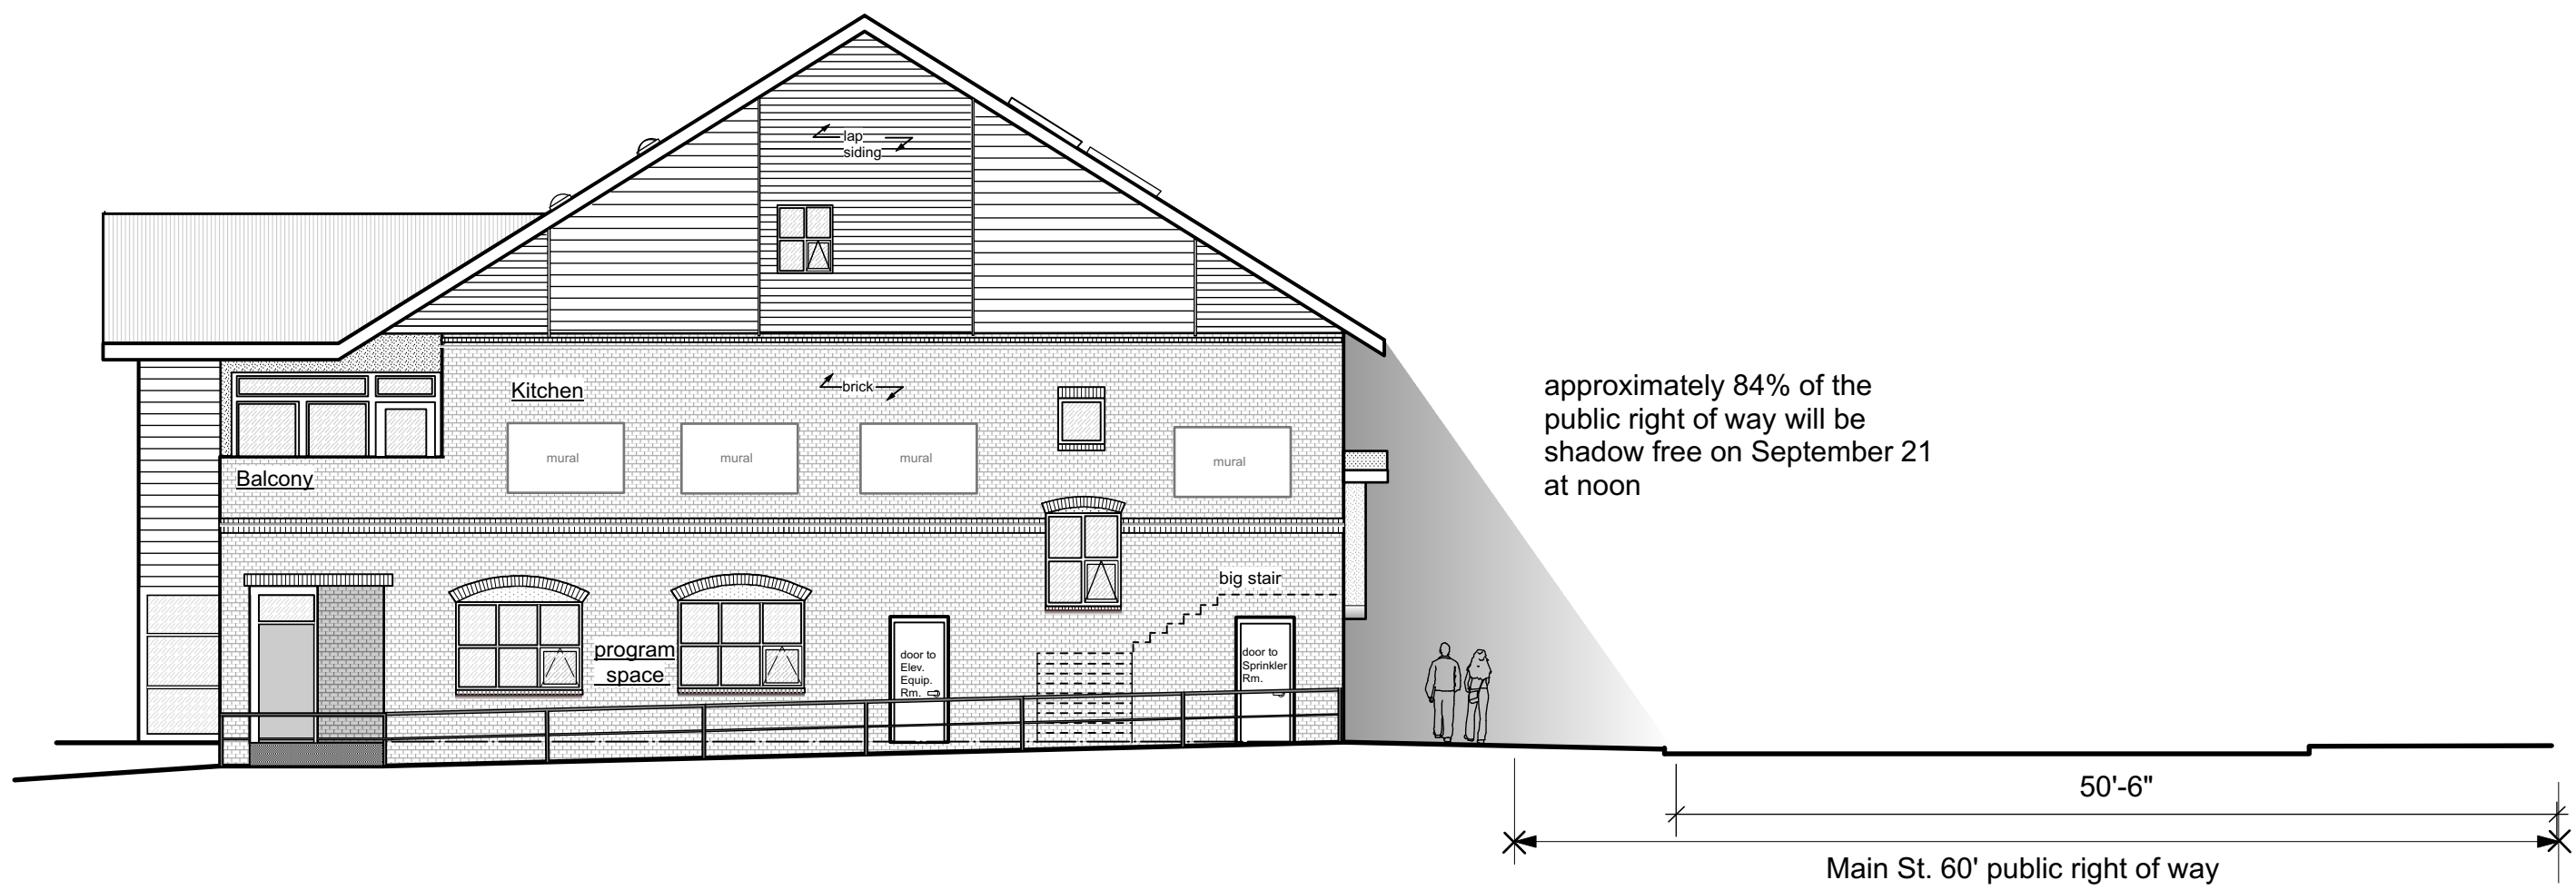 lap
siding
Kitchen
brick
approximately 84% of the
public right of way will be
shadow free on September 21
at noon
mural
mural
mural
mural
Balcony
big stair
program
space
door to
Elev.
Equip.
Rm.
door to
Sprinkler
Rm.
50'-6"
Main St. 60' public right of way